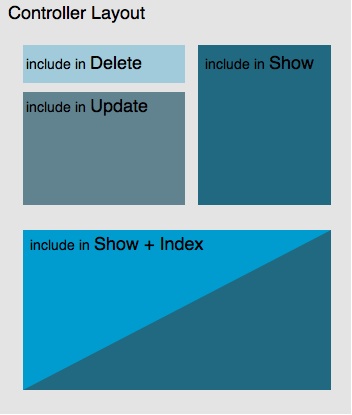 Controller Layout
include in Delete
include in Show
include in Update
include in Show + Index